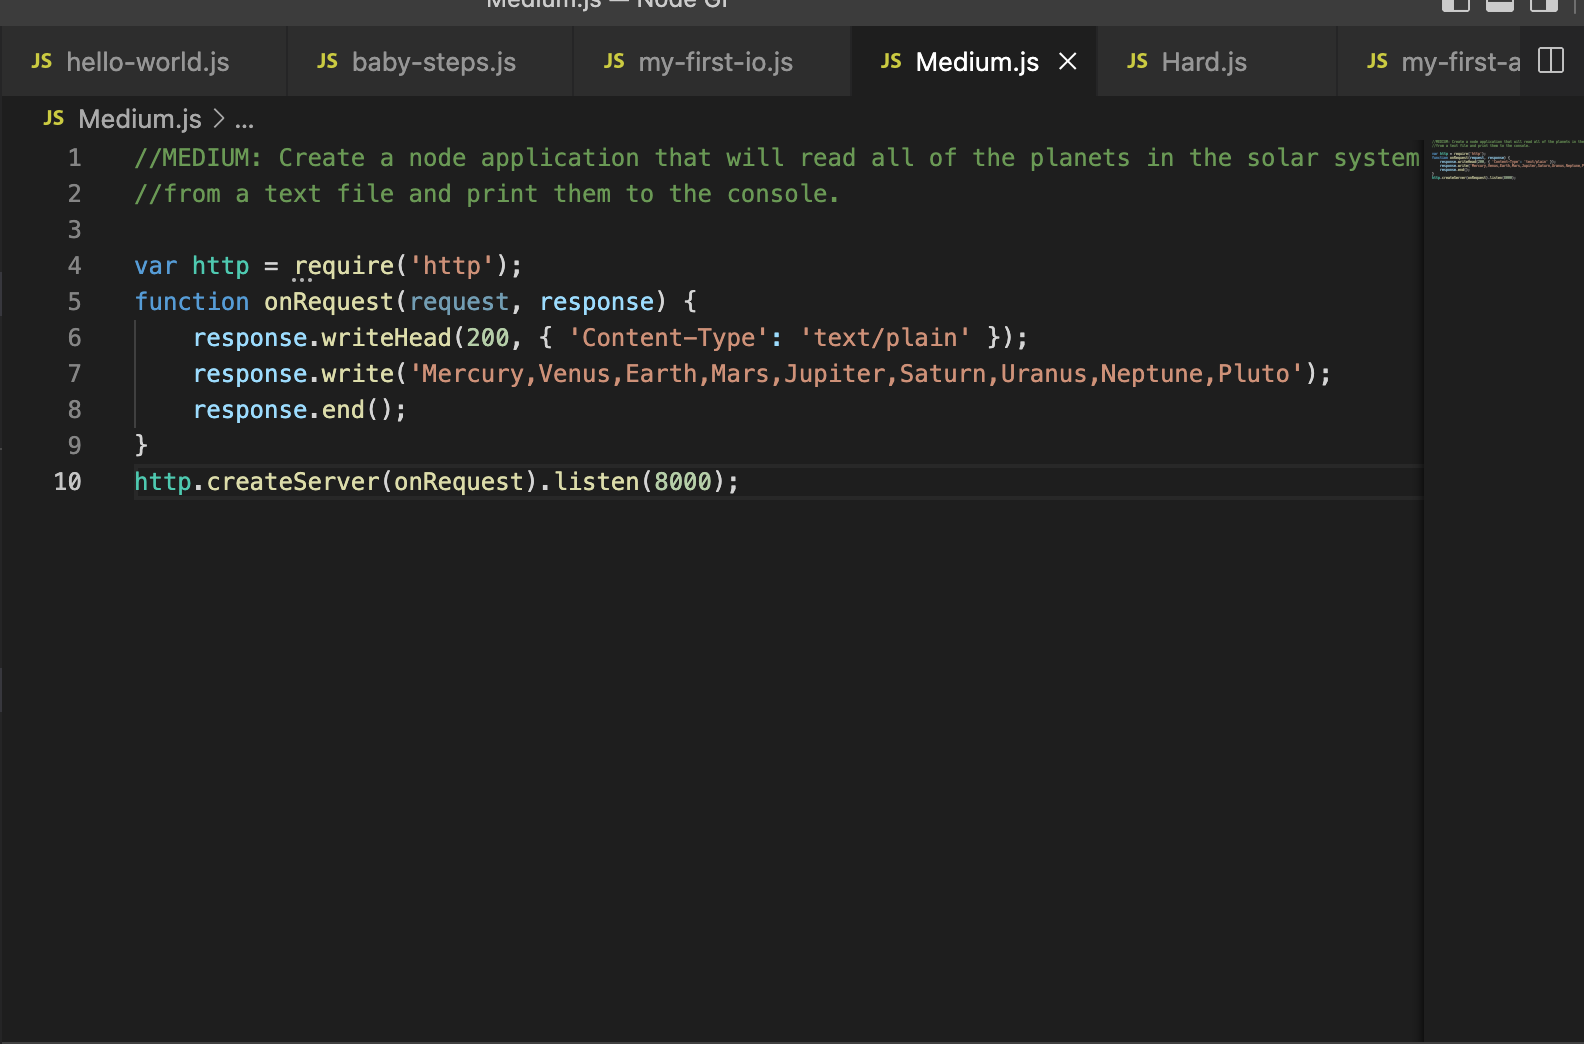 JS hello-world.js JS baby-steps.js JS my-first-io.js JS Medium.js JS Hard.js JS my-first-a
JS Medium.js > ...
1 //MEDIUM: Create a node application that will read all of the planets in the solar system
2 //from a text file and print them to the console.
3
4 var http = require('http');
5 function onRequest(request, response) {
6 response.writeHead(200, { 'Content-Type': 'text/plain' });
7 response.write('Mercury,Venus,Earth,Mars,Jupiter,Saturn,Uranus,Neptune,Pluto');
8 response.end();
9 }
10 http.createServer(onRequest).listen(8000);